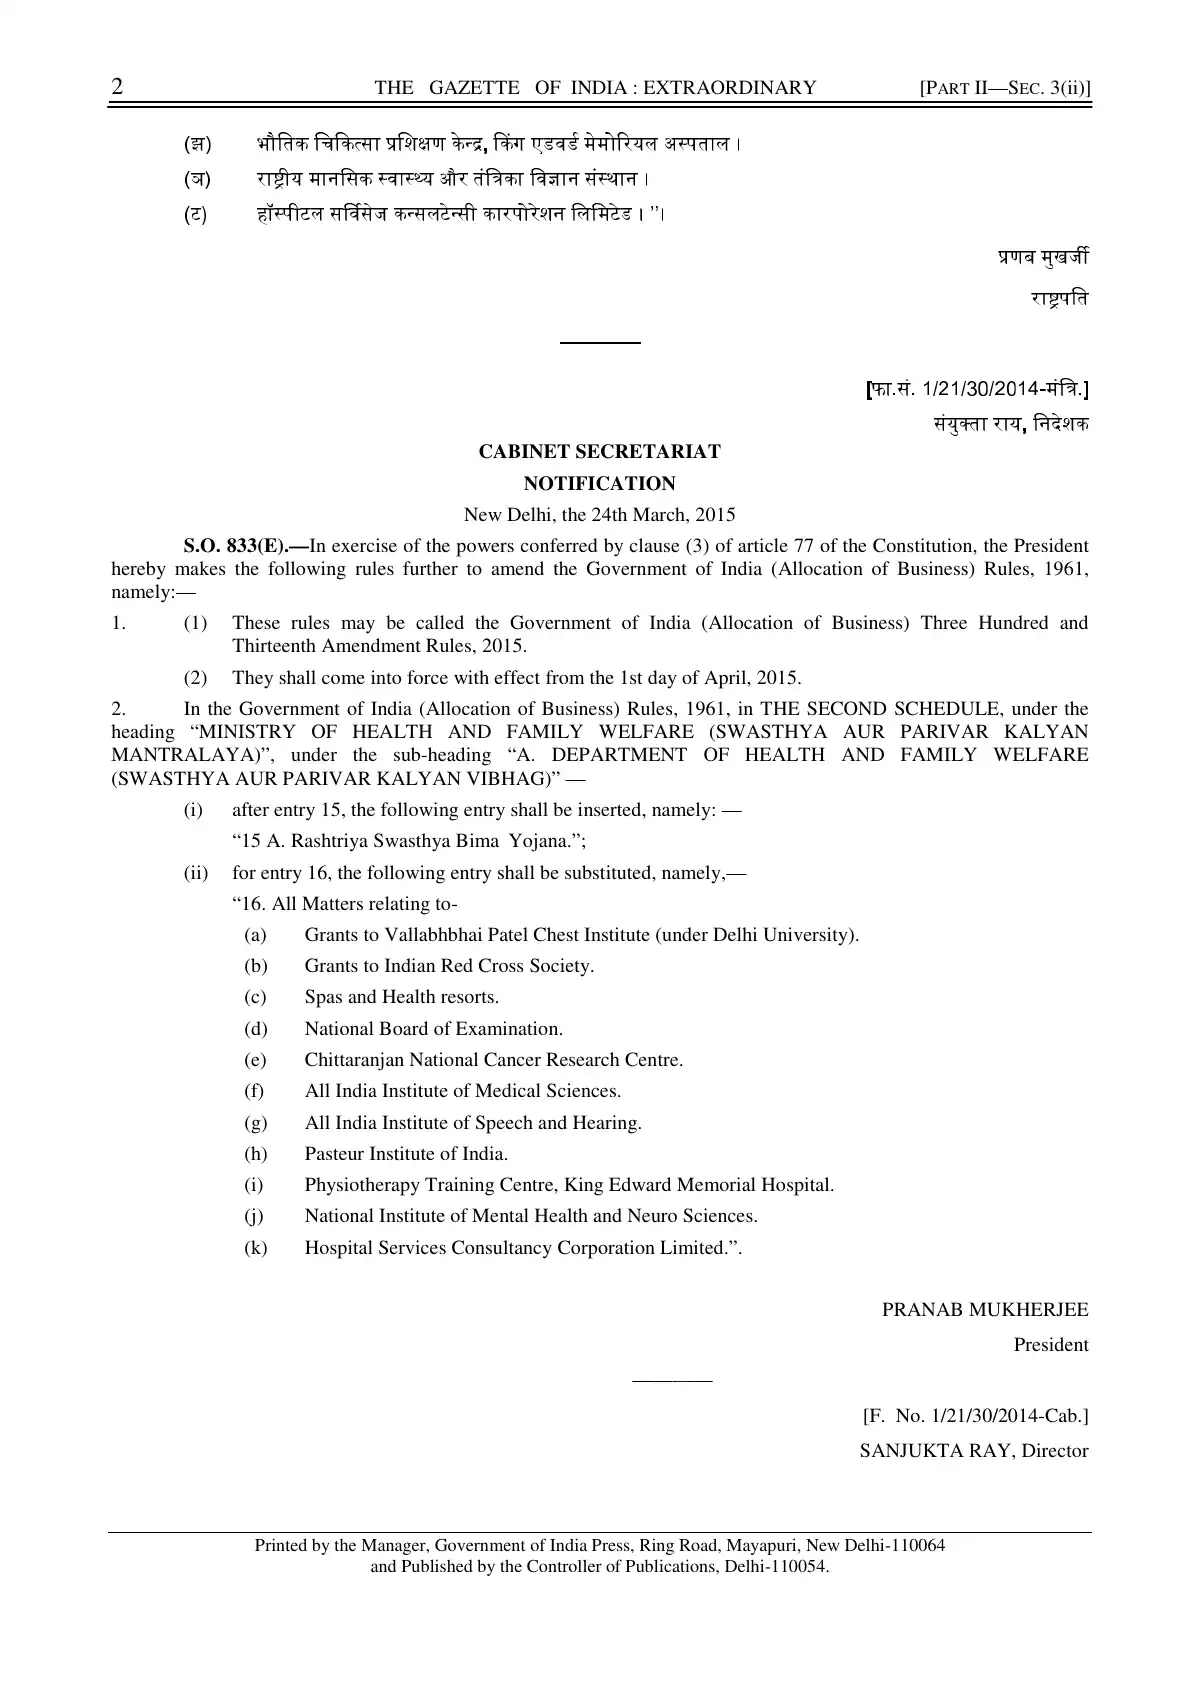 2 THE GAZETTE OF INDIA : EXTRAORDINARY [PART II—SEC. 3(ii)]
(झ) भौतिक चिकित्सा प्रशिक्षण केन्द्र, किंग एडवर्ड मेमोरियल अस्पताल ।
(ञ) राष्ट्रीय मानसिक स्वास्थ्य और तंत्रिका विज्ञान संस्थान ।
(ट) हॉस्पीटल सर्विसेज कन्सलटेन्सी कारपोरेशन लिमिटेड । ”।
प्रणब मुखर्जी
राष्ट्रपति
[फा.सं. 1/21/30/2014-मंत्रि.]
संयुक्ता राय, निदेशक
CABINET SECRETARIAT
NOTIFICATION
New Delhi, the 24th March, 2015
S.O. 833(E).—In exercise of the powers conferred by clause (3) of article 77 of the Constitution, the President
hereby makes the following rules further to amend the Government of India (Allocation of Business) Rules, 1961,
namely:—
1. (1) These rules may be called the Government of India (Allocation of Business) Three Hundred and
Thirteenth Amendment Rules, 2015.
(2) They shall come into force with effect from the 1st day of April, 2015.
2. In the Government of India (Allocation of Business) Rules, 1961, in THE SECOND SCHEDULE, under the
heading “MINISTRY OF HEALTH AND FAMILY WELFARE (SWASTHYA AUR PARIVAR KALYAN
MANTRALAYA)”, under the sub-heading “A. DEPARTMENT OF HEALTH AND FAMILY WELFARE
(SWASTHYA AUR PARIVAR KALYAN VIBHAG)” —
(i) after entry 15, the following entry shall be inserted, namely: —
“15 A. Rashtriya Swasthya Bima Yojana.”;
(ii) for entry 16, the following entry shall be substituted, namely,—
“16. All Matters relating to-
(a) Grants to Vallabhbhai Patel Chest Institute (under Delhi University).
(b) Grants to Indian Red Cross Society.
(c) Spas and Health resorts.
(d) National Board of Examination.
(e) Chittaranjan National Cancer Research Centre.
(f) All India Institute of Medical Sciences.
(g) All India Institute of Speech and Hearing.
(h) Pasteur Institute of India.
(i) Physiotherapy Training Centre, King Edward Memorial Hospital.
(j) National Institute of Mental Health and Neuro Sciences.
(k) Hospital Services Consultancy Corporation Limited.”.
PRANAB MUKHERJEE
President
[F. No. 1/21/30/2014-Cab.]
SANJUKTA RAY, Director
Printed by the Manager, Government of India Press, Ring Road, Mayapuri, New Delhi-110064
and Published by the Controller of Publications, Delhi-110054.